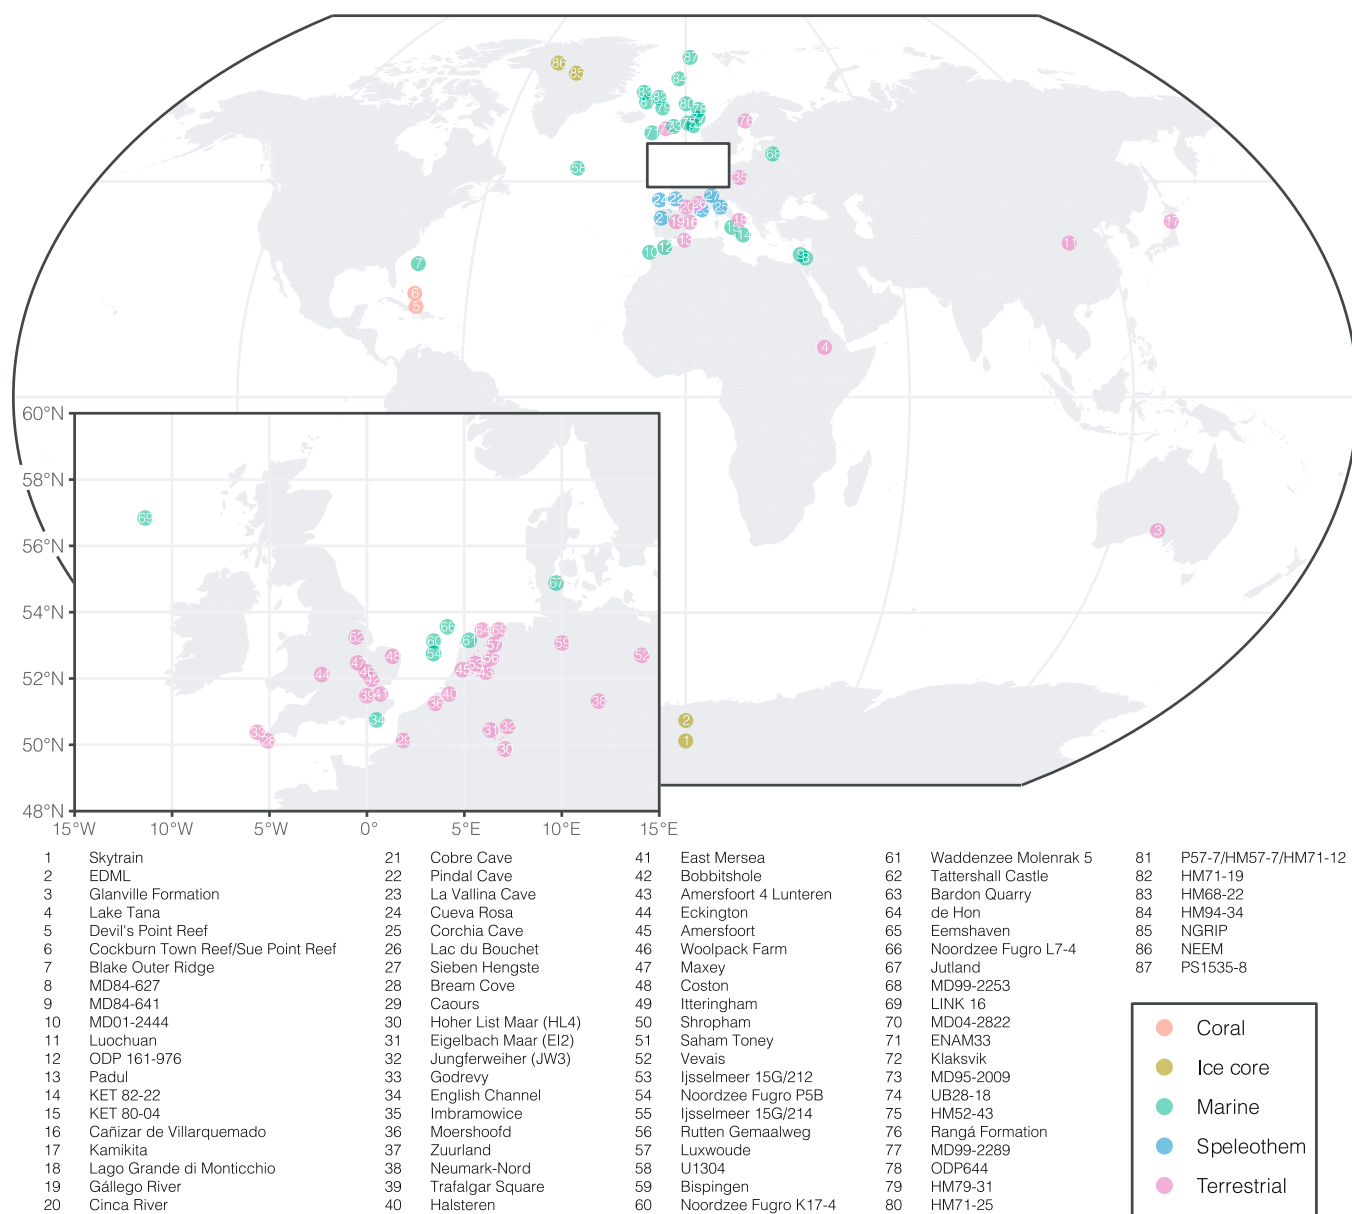 60°N
58°N
56°N
54°N
52°N
50°N
48°N
15°W 10°W 5°W 0° 5°E 10°E 15°E
1 Skytrain
2 EDML
3 Glanville Formation
4 Lake Tana
5 Devil's Point Reef
6 Cockburn Town Reef/Sue Point Reef
7 Blake Outer Ridge
8 MD84-627
9 MD84-641
10 MD01-2444
11 Luochuan
12 ODP 161-976
13 Padul
14 KET 82-22
15 KET 80-04
16 Cañizar de Villarquemado
17 Kamikita
18 Lago Grande di Monticchio
19 Gállego River
20 Cinca River
21 Cobre Cave
22 Pindal Cave
23 La Vallina Cave
24 Cueva Rosa
25 Corchia Cave
26 Lac du Bouchet
27 Sieben Hengste
28 Bream Cove
29 Caours
30 Hoher List Maar (HL4)
31 Eigelbach Maar (EI2)
32 Jungferweiher (JW3)
33 Godrevy
34 English Channel
35 Imbramowice
36 Moershoofd
37 Zuurland
38 Neumark-Nord
39 Trafalgar Square
40 Halsteren
41 East Mersea
42 Bobbitshole
43 Amersfoort 4 Lunteren
44 Eckington
45 Amersfoort
46 Woolpack Farm
47 Maxey
48 Coston
49 Itteringham
50 Shropham
51 Saham Toney
52 Vevais
53 Ijsselmeer 15G/212
54 Noordzee Fugro P5B
55 Ijsselmeer 15G/214
56 Rutten Gemaalweg
57 Luxwoude
58 U1304
59 Bispingen
60 Noordzee Fugro K17-4
61 Waddenzee Molenrak 5
62 Tattershall Castle
63 Bardon Quarry
64 de Hon
65 Eemshaven
66 Noordzee Fugro L7-4
67 Jutland
68 MD99-2253
69 LINK 16
70 MD04-2822
71 ENAM33
72 Klaksvik
73 MD95-2009
74 UB28-18
75 HM52-43
76 Rangá Formation
77 MD99-2289
78 ODP644
79 HM79-31
80 HM71-25
81 P57-7/HM57-7/HM71-12
82 HM71-19
83 HM68-22
84 HM94-34
85 NGRIP
86 NEEM
87 PS1535-8
Coral
Ice core
Marine
Speleothem
Terrestrial